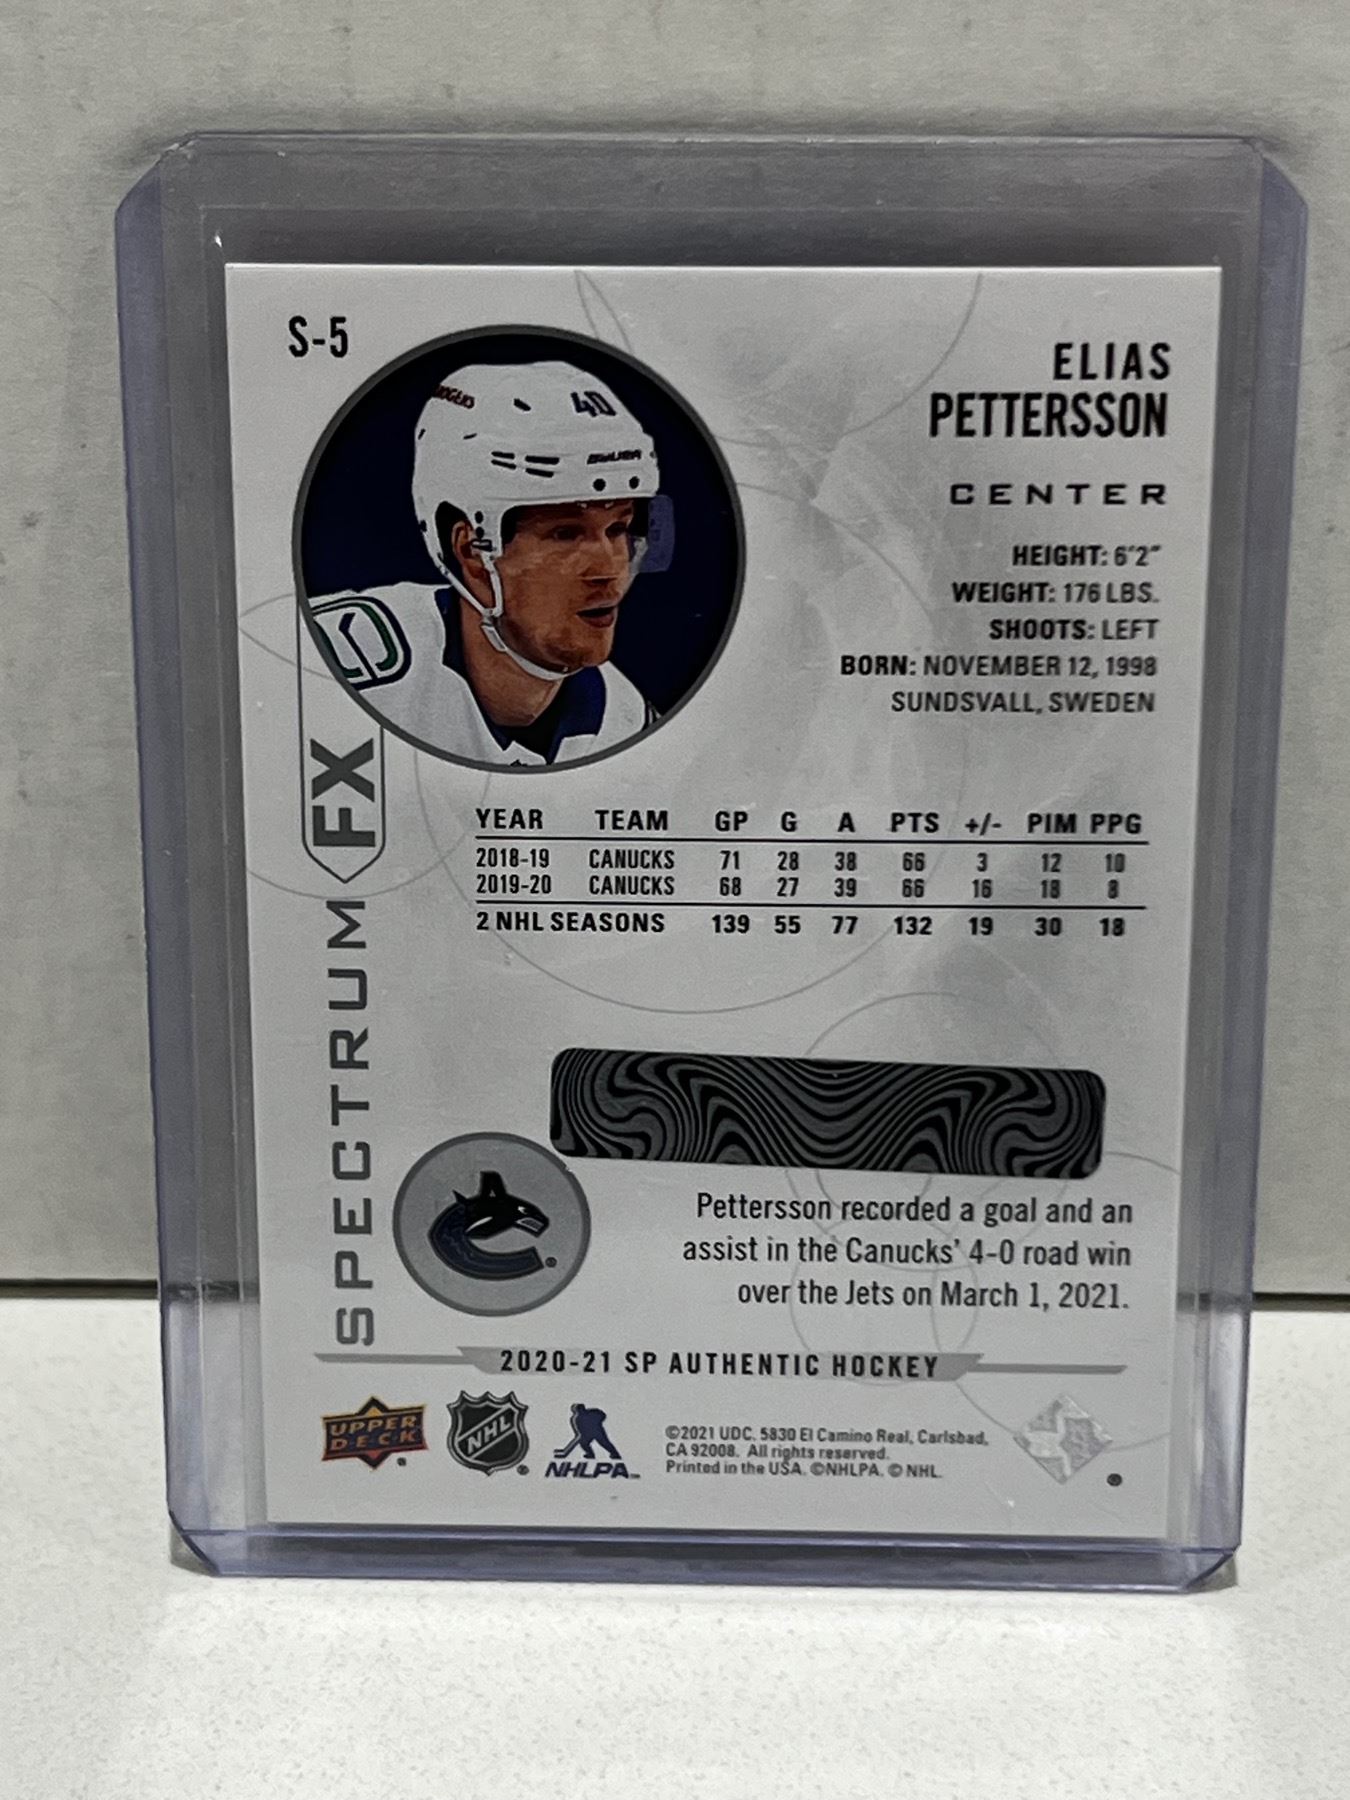 S-5
ROGERS
40
BAUER
ELIAS
PETTERSSON
CENTER
HEIGHT: 6'2"
WEIGHT: 176 LBS.
SHOOTS: LEFT
BORN: NOVEMBER 12, 1998
SUNDSVALL, SWEDEN
SPECTRUM FX
YEAR TEAM GP G A PTS +/- PIM PPG
2018-19 CANUCKS 71 28 38 66 3 12 10
2019-20 CANUCKS 68 27 39 66 16 18 8
2 NHL SEASONS 139 55 77 132 19 30 18
Pettersson recorded a goal and an
assist in the Canucks' 4-0 road win
over the Jets on March 1, 2021.
2020-21 SP AUTHENTIC HOCKEY
UPPER
DECK
NHL
NHLPA
©2021 UDC. 5830 El Camino Real, Carlsbad,
CA 92008. All rights reserved.
Printed in the USA. ©NHLPA. © NHL.
SP